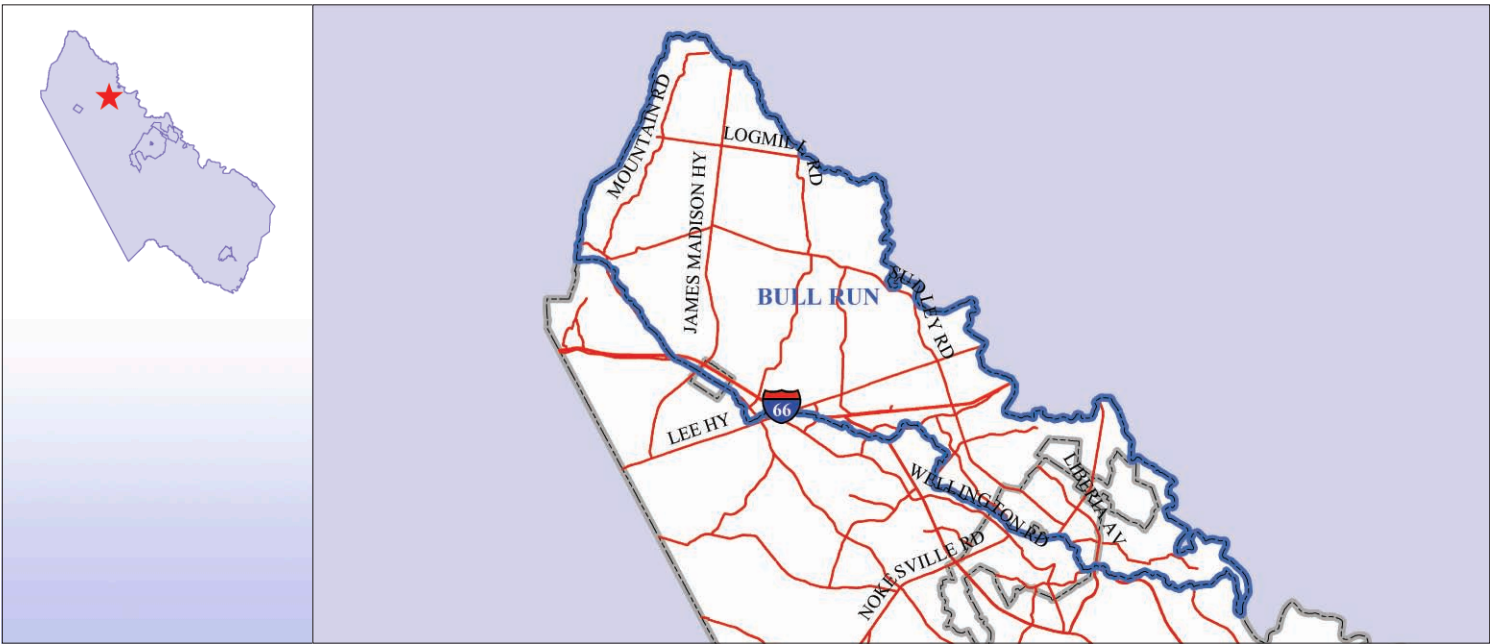 MOUNTAIN RD
LOGMILL RD
JAMES MADISON HY
SUDLEY RD
BULL RUN
66
LEE HY
LIBERIA AV
WELLINGTON RD
NOKESVILLE RD